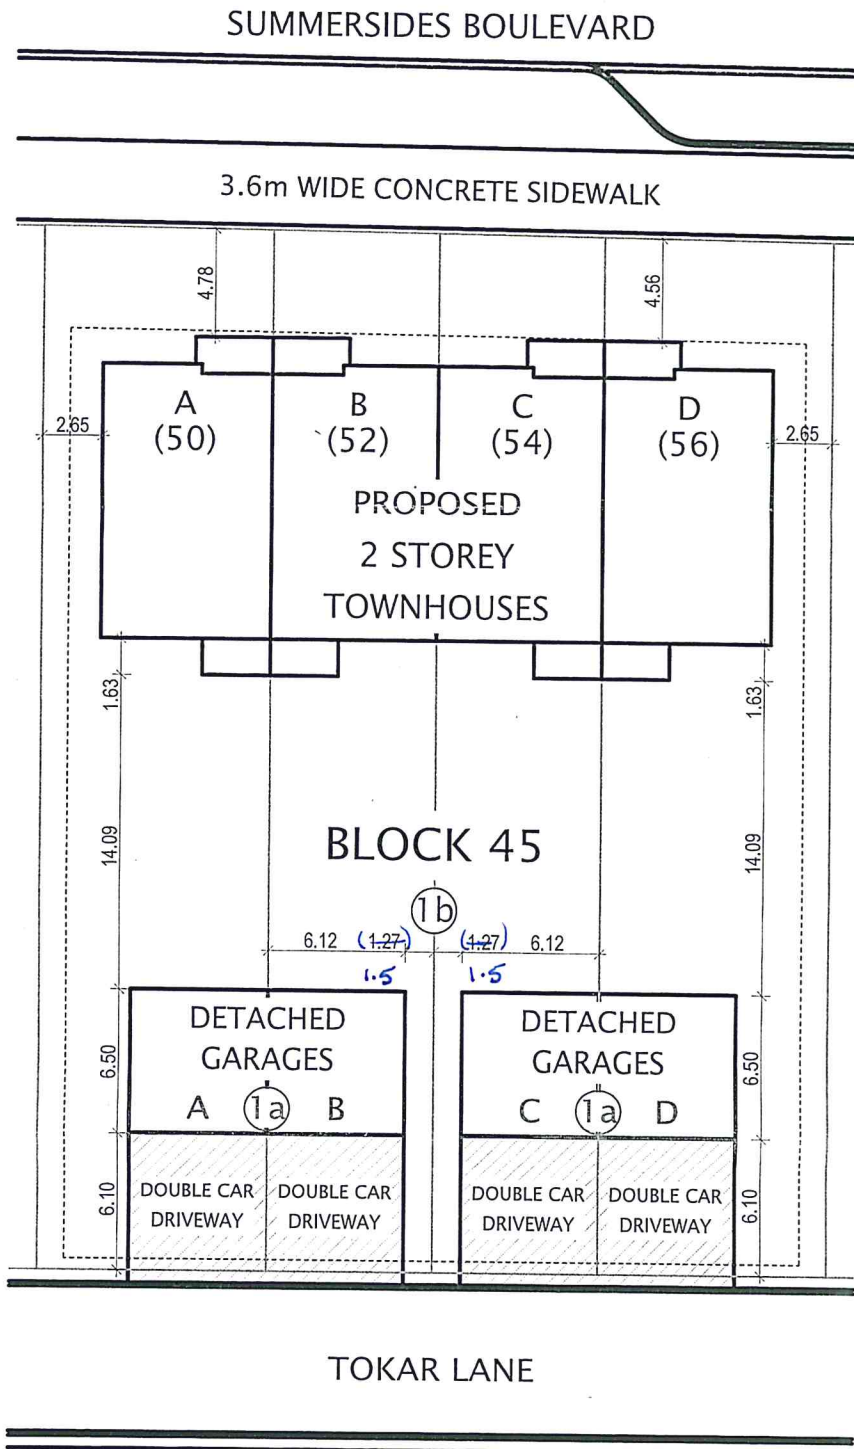 SUMMERSIDES BOULEVARD
3.6m WIDE CONCRETE SIDEWALK
4.78
4.56
A
(50)
B
(52)
C
(54)
D
(56)
2.65
2.65
PROPOSED
2 STOREY
TOWNHOUSES
1.63
1.63
14.09
14.09
BLOCK 45
1b
6.12 (1.27) (1.27) 6.12
1.5 1.5
DETACHED
GARAGES
A 1a B
DETACHED
GARAGES
C 1a D
6.50
6.50
DOUBLE CAR
DRIVEWAY
DOUBLE CAR
DRIVEWAY
DOUBLE CAR
DRIVEWAY
DOUBLE CAR
DRIVEWAY
6.10
6.10
TOKAR LANE